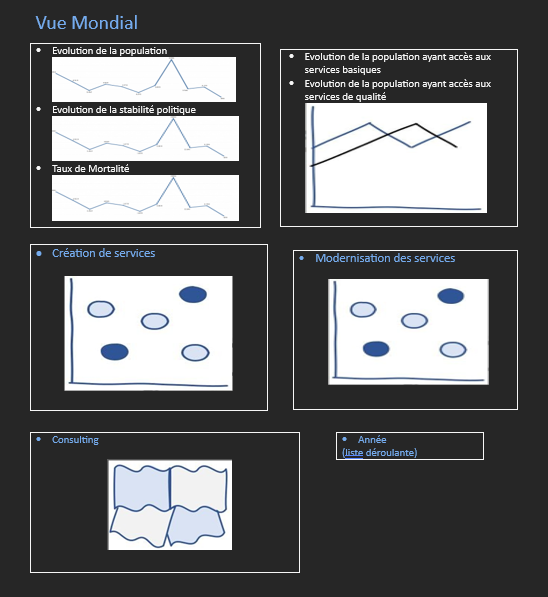 Vue Mondial
Evolution de la population
Evolution de la stabilité politique
Taux de Mortalité
Evolution de la population ayant accès aux
services basiques
Evolution de la population ayant accès aux
services de qualité
Création de services
Modernisation des services
Consulting
Année
(liste déroulante)